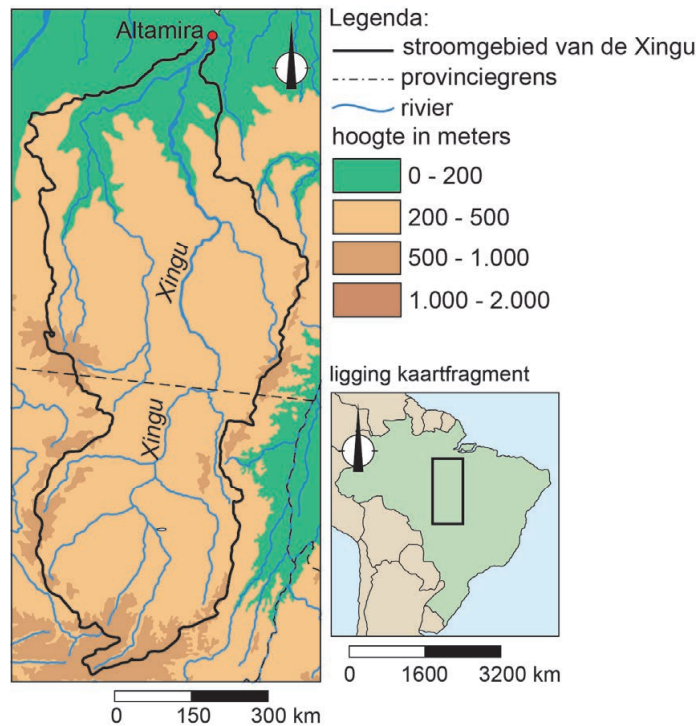 Altamira
Xingu
Xingu
0 150 300 km
Legenda:
stroomgebied van de Xingu
provinciegrens
rivier
hoogte in meters
0 - 200
200 - 500
500 - 1.000
1.000 - 2.000
ligging kaartfragment
0 1600 3200 km